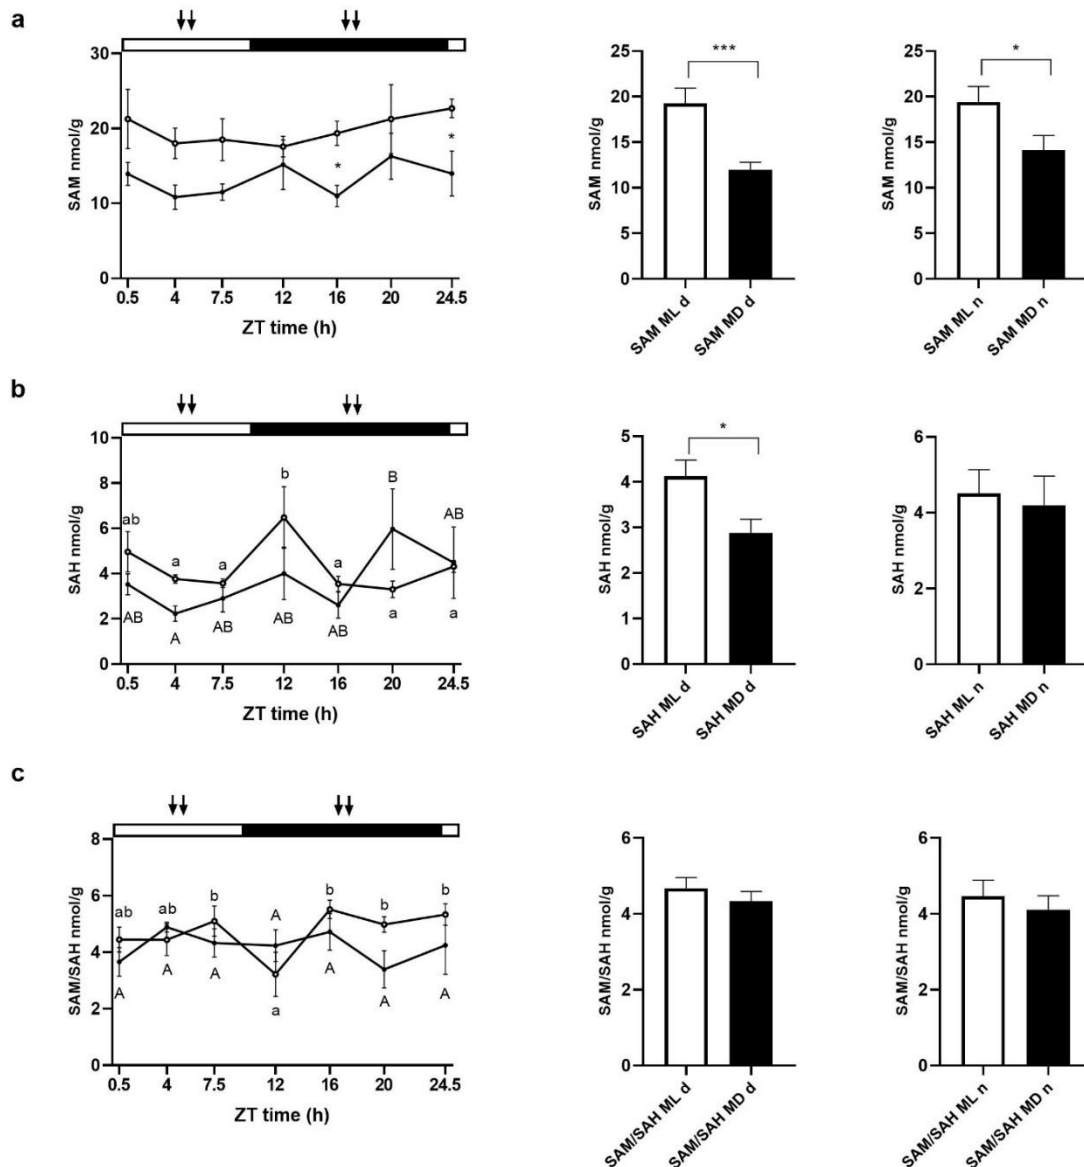 a
30
20
10
0
SAM nmol/g
*
*
0.5 4 7.5 12 16 20 24.5
ZT time (h)
25
20
15
10
5
0
SAM nmol/g
***
SAM ML d
SAM MD d
25
20
15
10
5
0
SAM nmol/g
*
SAM ML n
SAM MD n
b
10
8
6
4
2
0
SAH nmol/g
ab a a b a B AB
AB A AB AB AB a a
0.5 4 7.5 12 16 20 24.5
ZT time (h)
5
4
3
2
1
0
SAH nmol/g
*
SAH ML d
SAH MD d
6
4
2
0
SAH nmol/g
SAH ML n
SAH MD n
c
8
6
4
2
0
SAM/SAH nmol/g
ab ab b A b b b
A A A a A A A
0.5 4 7.5 12 16 20 24.5
ZT time (h)
6
4
2
0
SAM/SAH nmol/g
SAM/SAH ML d
SAM/SAH MD d
6
4
2
0
SAM/SAH nmol/g
SAM/SAH ML n
SAM/SAH MD n